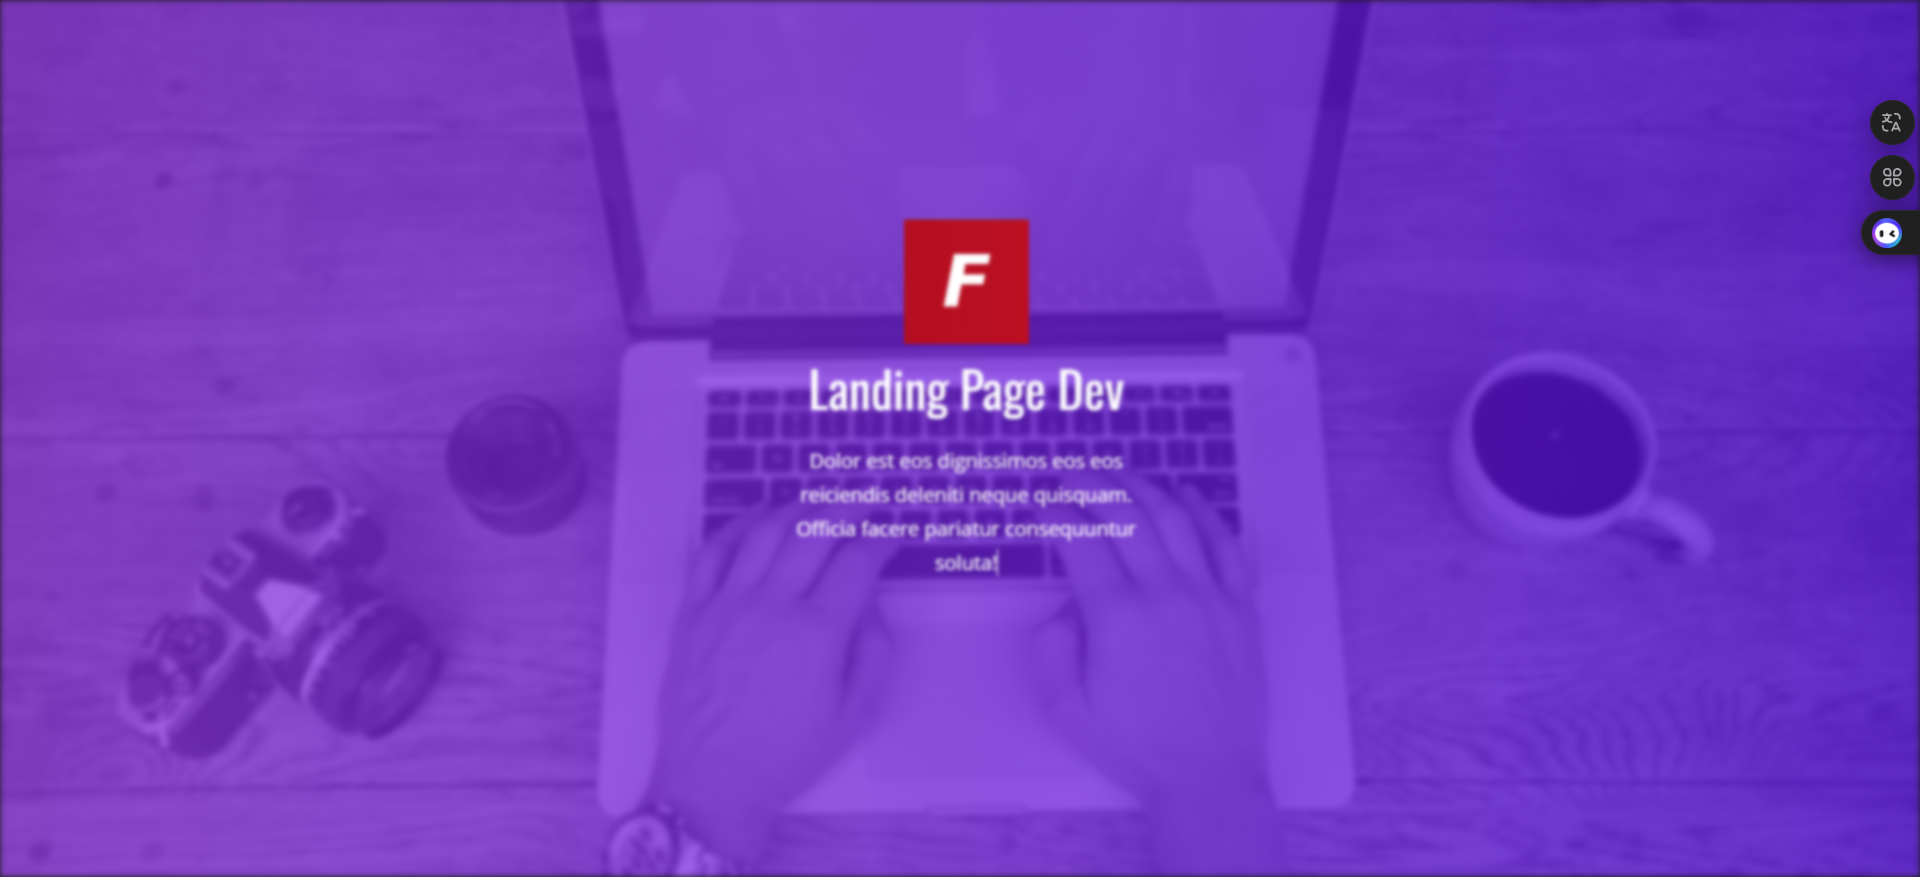 F
Landing Page Dev
Dolor est eos dignissimos eos eos
reiciendis deleniti neque quisquam.
Officia facere pariatur consequuntur
soluta!